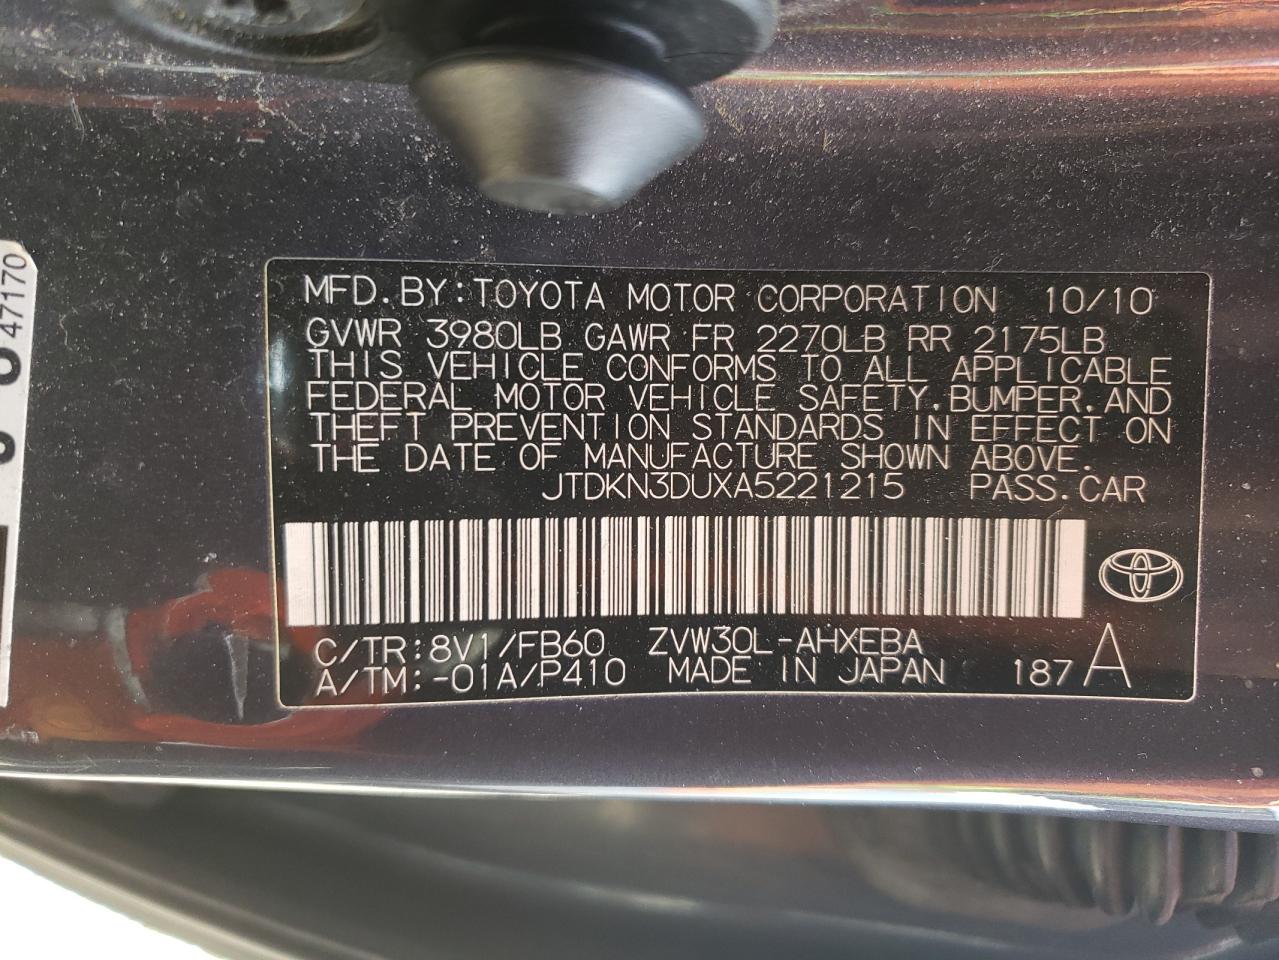 MFD.BY:TOYOTA MOTOR CORPORATION 10/10
GVWR 3980LB GAWR FR 2270LB RR 2175LB
THIS VEHICLE CONFORMS TO ALL APPLICABLE
FEDERAL MOTOR VEHICLE SAFETY,BUMPER,AND
THEFT PREVENTION STANDARDS IN EFFECT ON
THE DATE OF MANUFACTURE SHOWN ABOVE.
JTDKN3DUXA5221215 PASS.CAR
C/TR:8V1/FB60 ZVW30L-AHXEBA
A/TM:-01A/P410 MADE IN JAPAN 187 A
47170